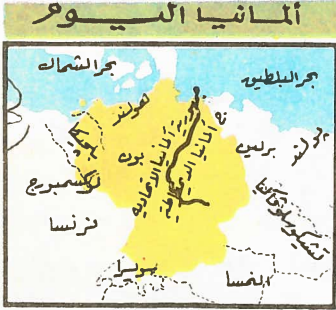 ألمانيا اليوم
بحر الشمال
بحر البلطيق
هولندا
بولندا
جمهورية ألمانيا الاتحادية
ج ألمانيا الديمقراطية
بون
برلين
بلجيكا
لوكسمبورج
فرنسا
تشيكوسلوفاكيا
سويسرا
النمسا